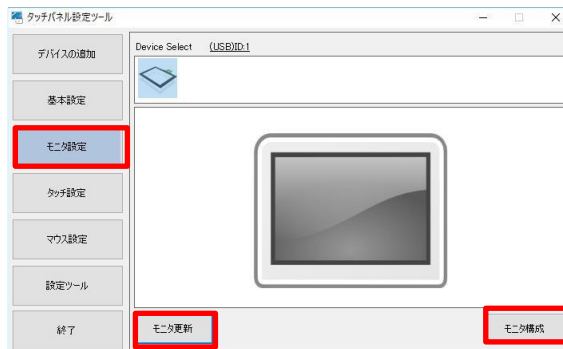 タッチパネル設定ツール
デバイスの追加
Device Select (USB)ID:1
基本設定
モニタ設定
タッチ設定
マウス設定
設定ツール
終了
モニタ更新
モニタ構成